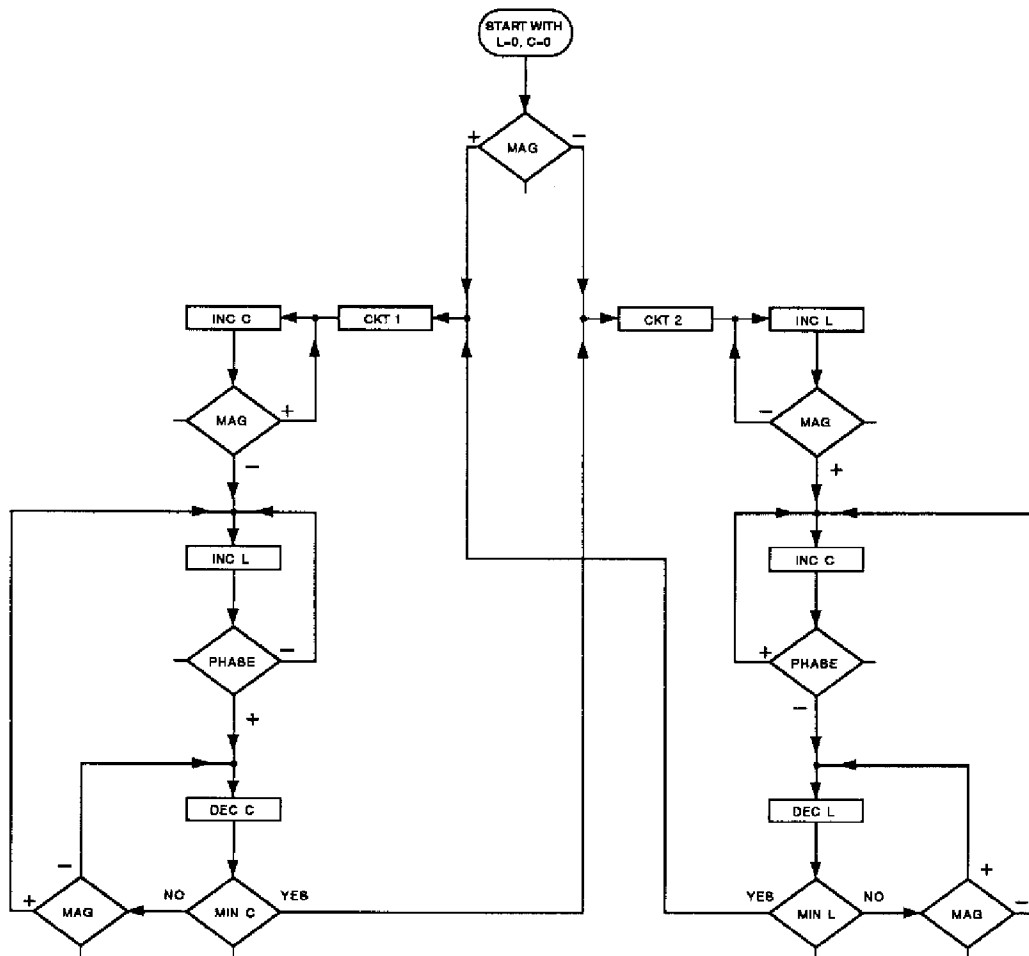 START WITH
L=0, C=0
+
MAG
−
INC C
CKT 1
CKT 2
INC L
MAG
+
−
MAG
−
+
INC L
INC C
PHASE
−
+
PHASE
+
−
DEC C
DEC L
−
+
MAG
NO
MIN C
YES
YES
MIN L
NO
+
MAG
−